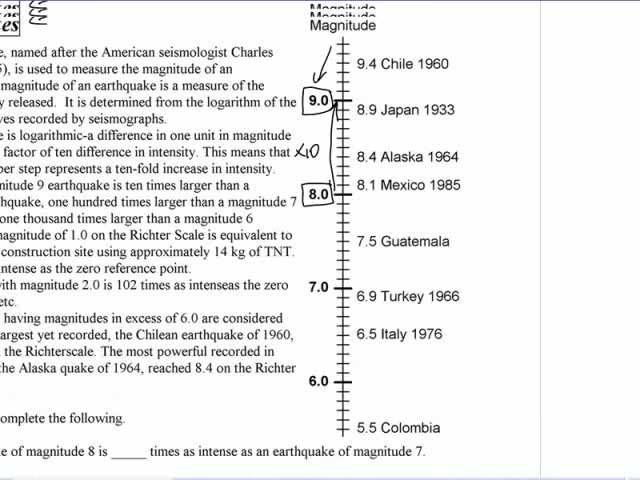 Magnitude
Magnitude
e, named after the American seismologist Charles
5), is used to measure the magnitude of an
magnitude of an earthquake is a measure of the
y released. It is determined from the logarithm of the
ves recorded by seismographs.
e is logarithmic-a difference in one unit in magnitude
factor of ten difference in intensity. This means that x10
per step represents a ten-fold increase in intensity.
nitude 9 earthquake is ten times larger than a
hquake, one hundred times larger than a magnitude 7
one thousand times larger than a magnitude 6
nagnitude of 1.0 on the Richter Scale is equivalent to
construction site using approximately 14 kg of TNT.
intense as the zero reference point.
with magnitude 2.0 is 102 times as intenseas the zero
etc.
having magnitudes in excess of 6.0 are considered
argest yet recorded, the Chilean earthquake of 1960,
the Richterscale. The most powerful recorded in
the Alaska quake of 1964, reached 8.4 on the Richter
omplete the following.
e of magnitude 8 is _____ times as intense as an earthquake of magnitude 7.
9.4 Chile 1960
9.0
8.9 Japan 1933
8.4 Alaska 1964
8.1 Mexico 1985
8.0
7.5 Guatemala
7.0
6.9 Turkey 1966
6.5 Italy 1976
6.0
5.5 Colombia